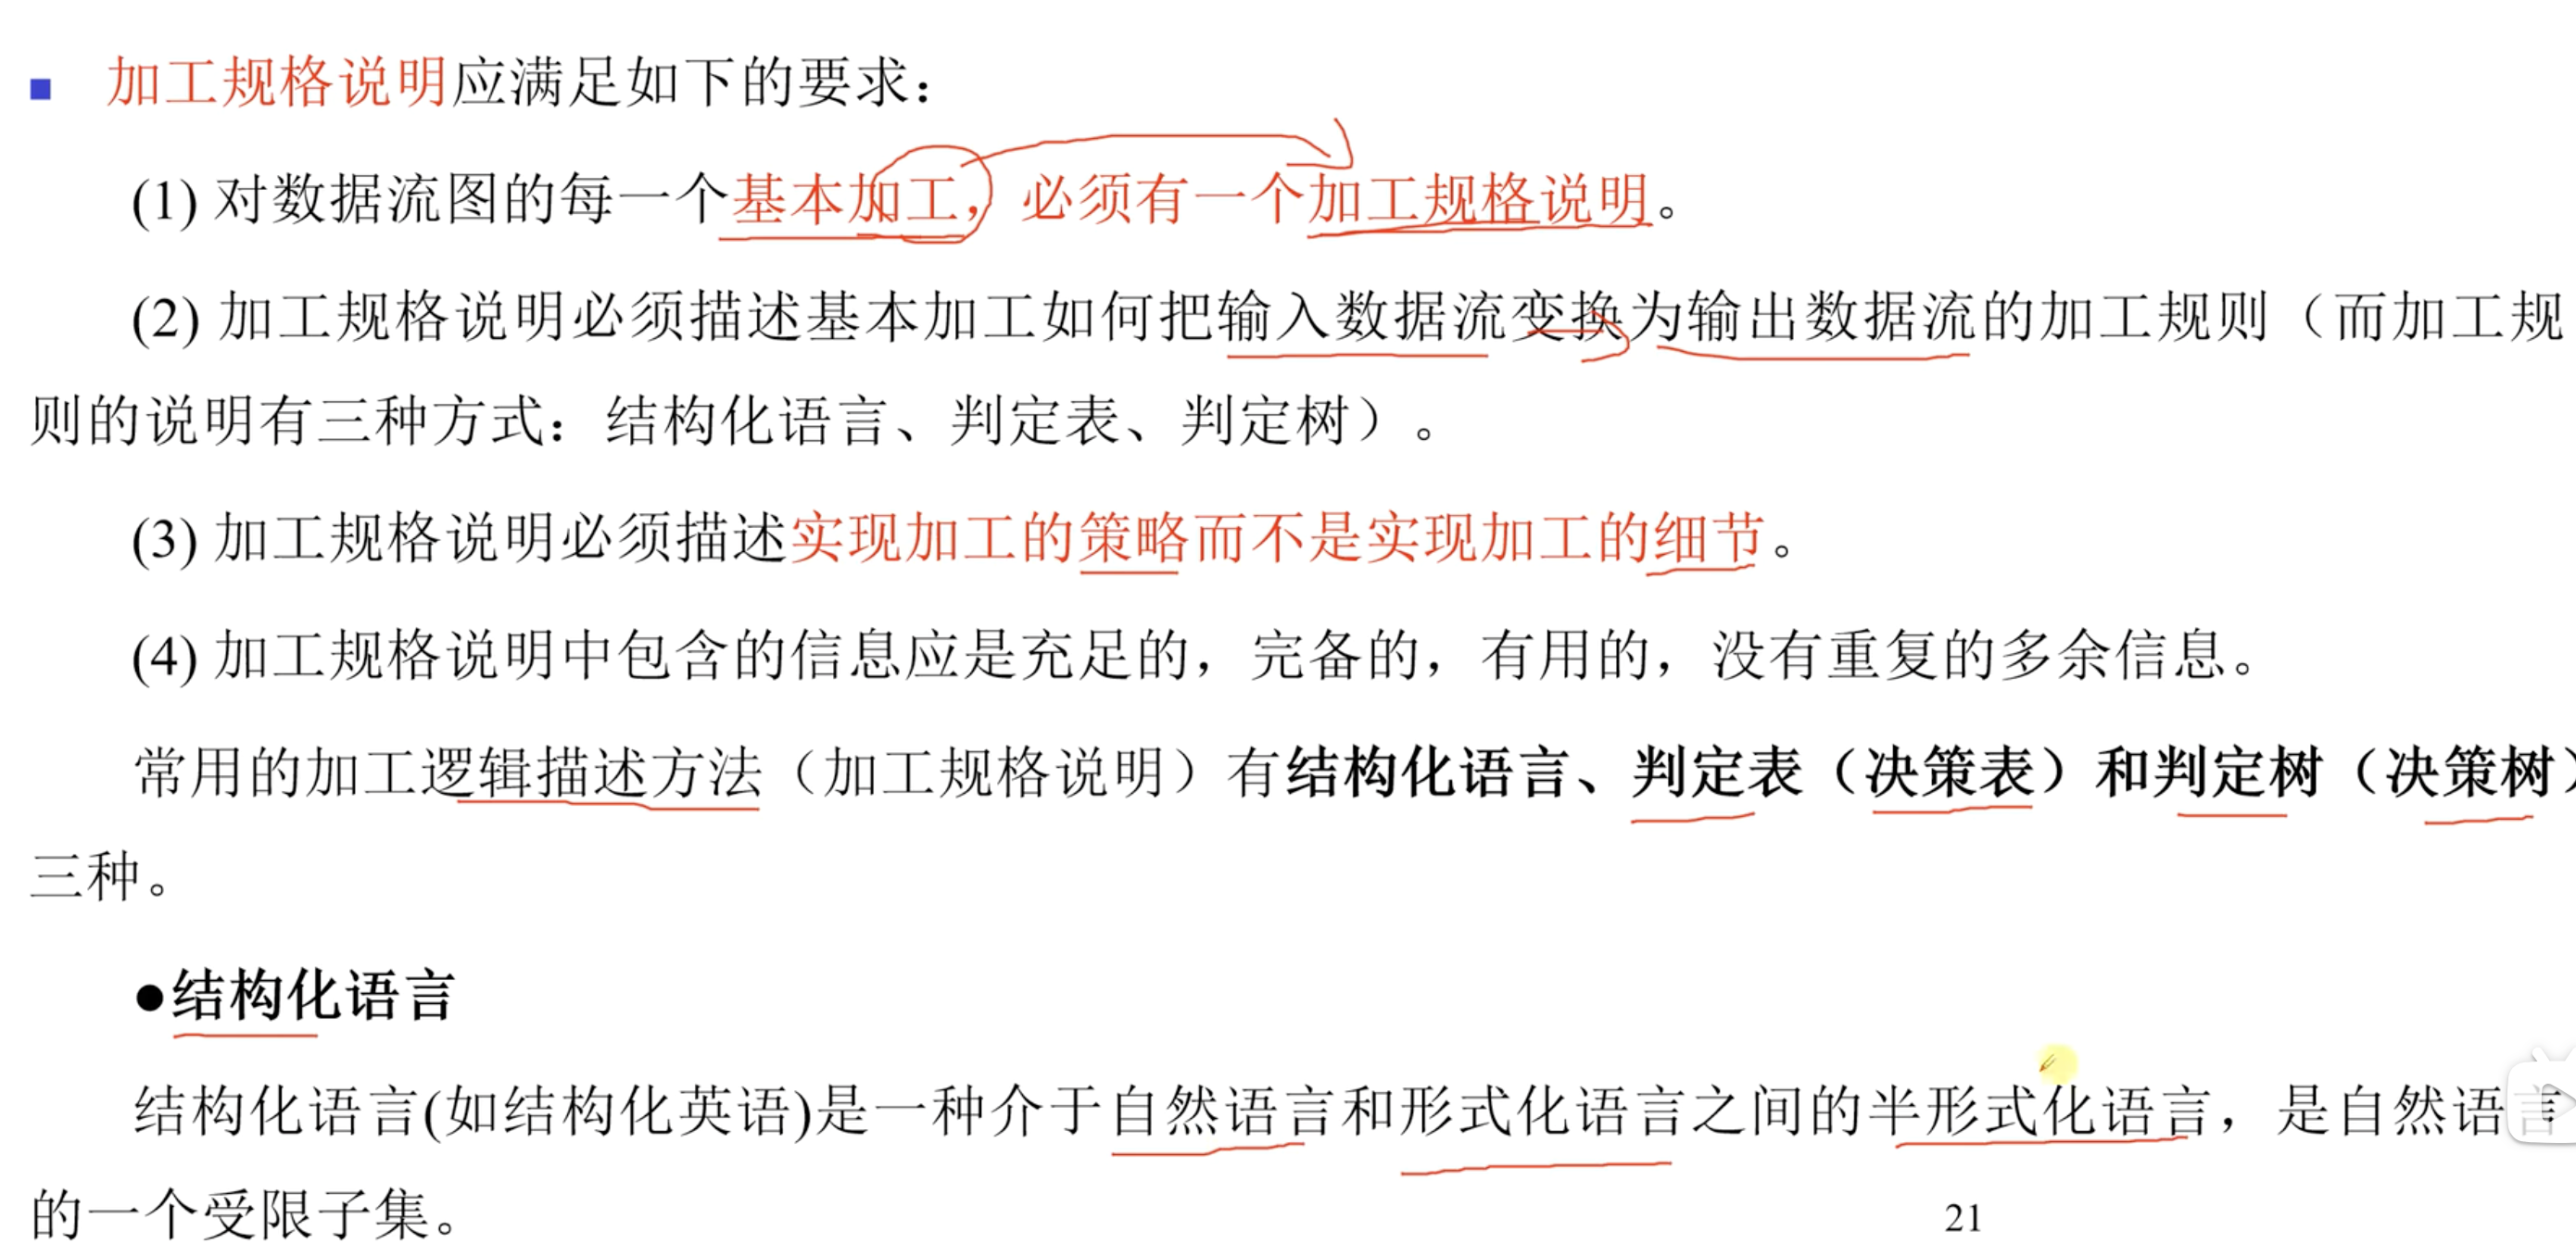 加工规格说明应满足如下的要求：
(1) 对数据流图的每一个基本加工，必须有一个加工规格说明。
(2) 加工规格说明必须描述基本加工如何把输入数据流变换为输出数据流的加工规则（而加工规
则的说明有三种方式：结构化语言、判定表、判定树）。
(3) 加工规格说明必须描述实现加工的策略而不是实现加工的细节。
(4) 加工规格说明中包含的信息应是充足的，完备的，有用的，没有重复的多余信息。
常用的加工逻辑描述方法（加工规格说明）有结构化语言、判定表（决策表）和判定树（决策树）
三种。
●结构化语言
结构化语言(如结构化英语)是一种介于自然语言和形式化语言之间的半形式化语言，是自然语言
的一个受限子集。
21